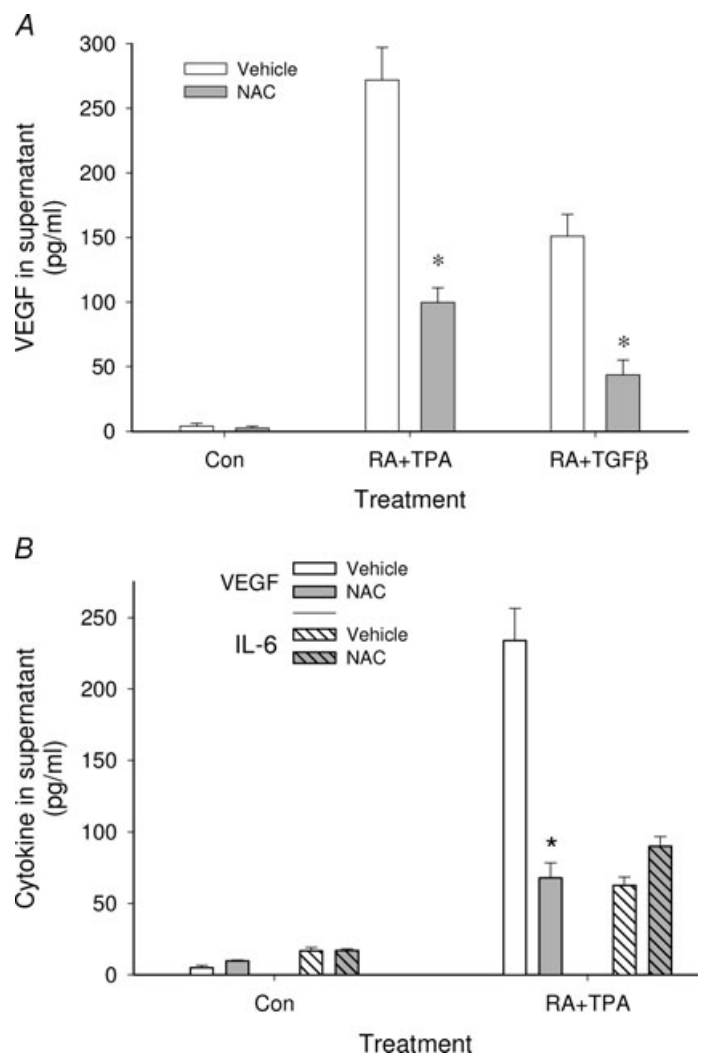 A
300
250
200
150
100
50
0
VEGF in supernatant
(pg/ml)
Vehicle
NAC
*
*
Con RA+TPA RA+TGFβ
Treatment
B
VEGF
Vehicle
NAC
IL-6
Vehicle
NAC
250
200
150
100
50
0
Cytokine in supernatant
(pg/ml)
*
Con RA+TPA
Treatment